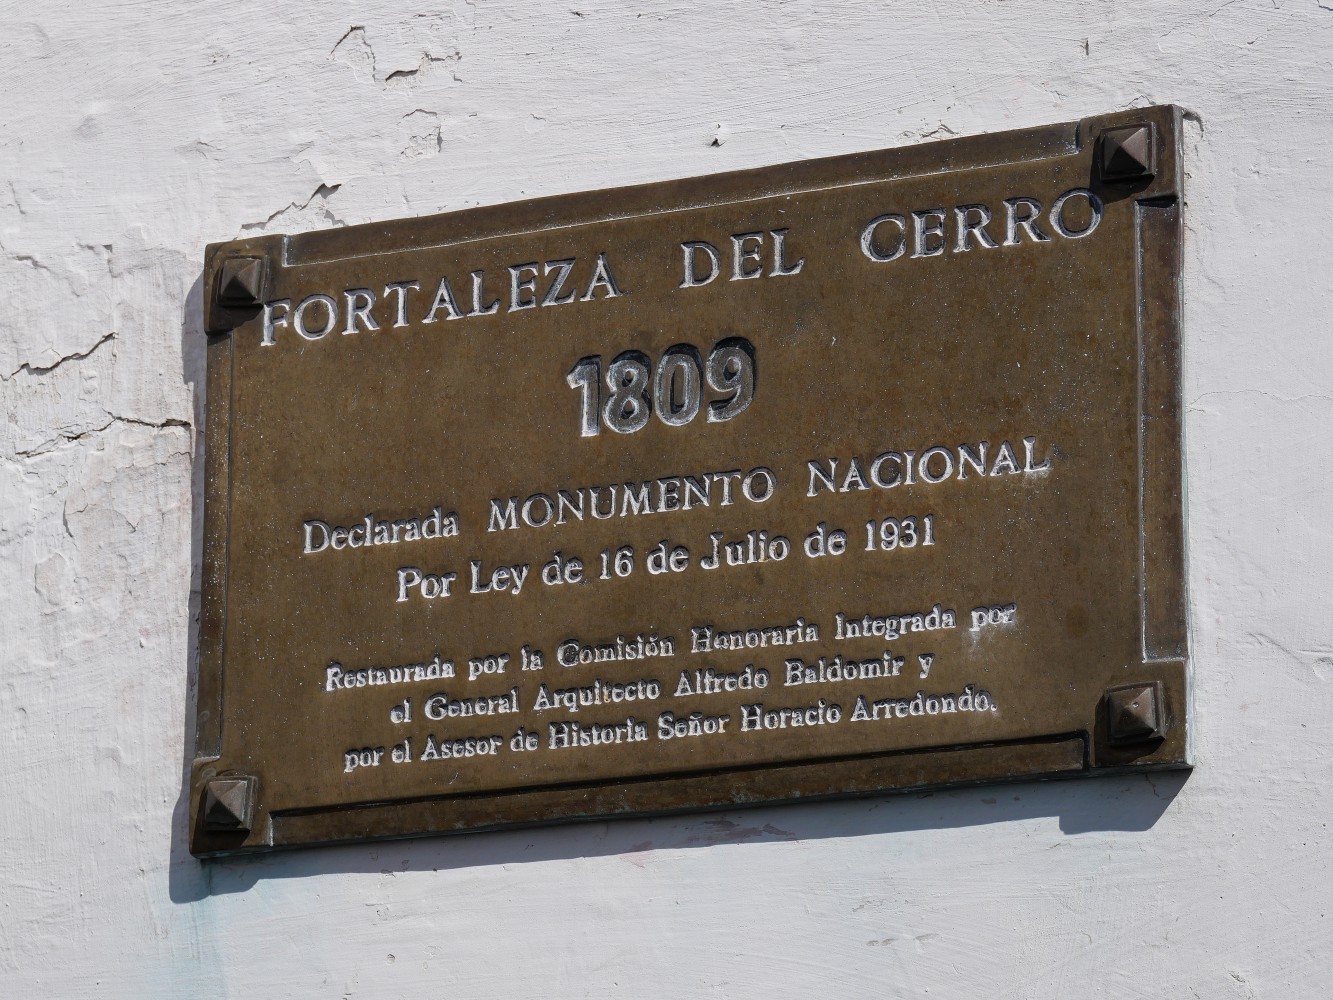 FORTALEZA DEL CERRO
1809
Declarada MONUMENTO NACIONAL
Por Ley de 16 de Julio de 1931
Restaurada por la Comisión Honoraria Integrada por
el General Arquitecto Alfredo Baldomir y
por el Asesor de Historia Señor Horacio Arredondo.